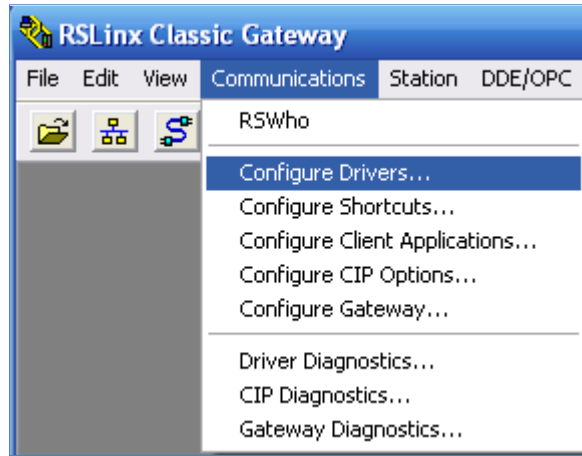 RSLinx Classic Gateway
File Edit View Communications Station DDE/OPC
RSWho
Configure Drivers...
Configure Shortcuts...
Configure Client Applications...
Configure CIP Options...
Configure Gateway...
Driver Diagnostics...
CIP Diagnostics...
Gateway Diagnostics...